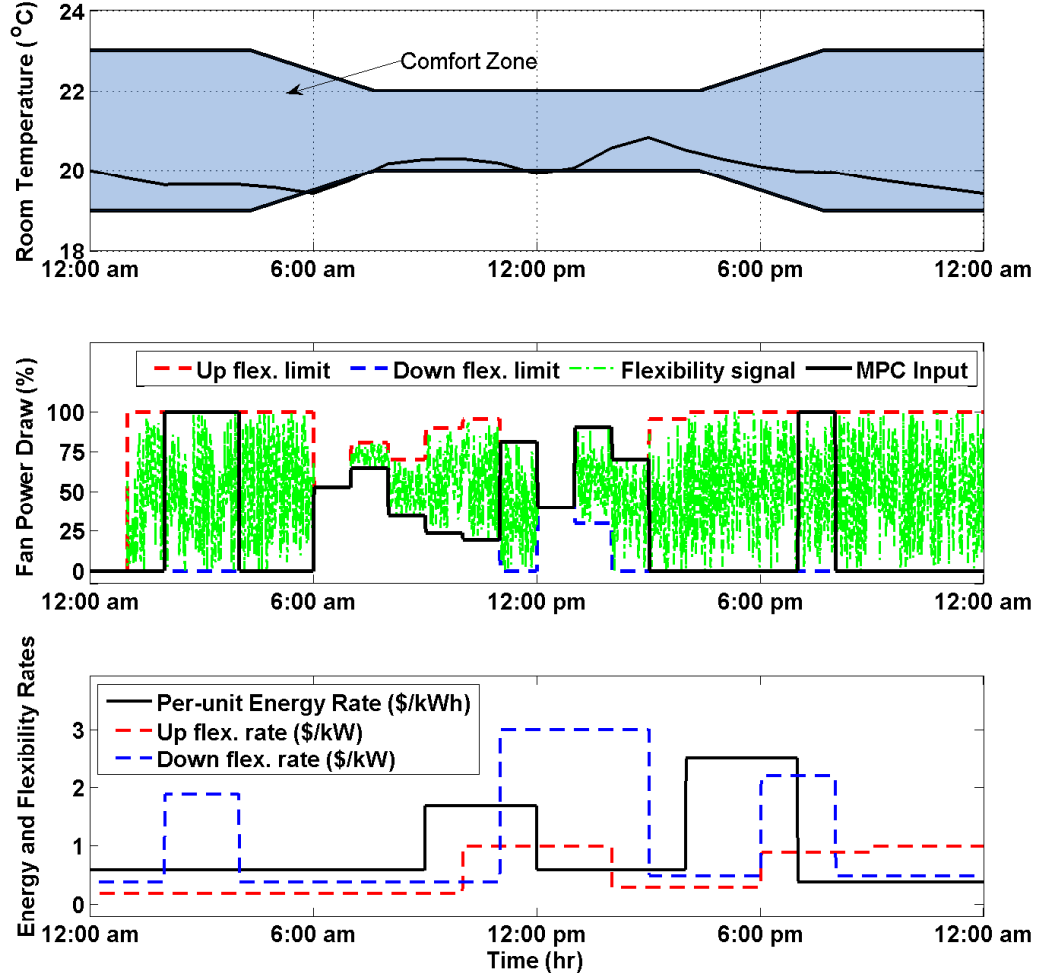 Room Temperature (°C)
24
22
20
18
Comfort Zone
12:00 am 6:00 am 12:00 pm 6:00 pm 12:00 am
Fan Power Draw (%)
Up flex. limit Down flex. limit Flexibility signal MPC Input
100
75
50
25
0
12:00 am 6:00 am 12:00 pm 6:00 pm 12:00 am
Energy and Flexibility Rates
Per-unit Energy Rate ($/kWh)
Up flex. rate ($/kW)
Down flex. rate ($/kW)
3
2
1
0
12:00 am 6:00 am 12:00 pm 6:00 pm 12:00 am
Time (hr)